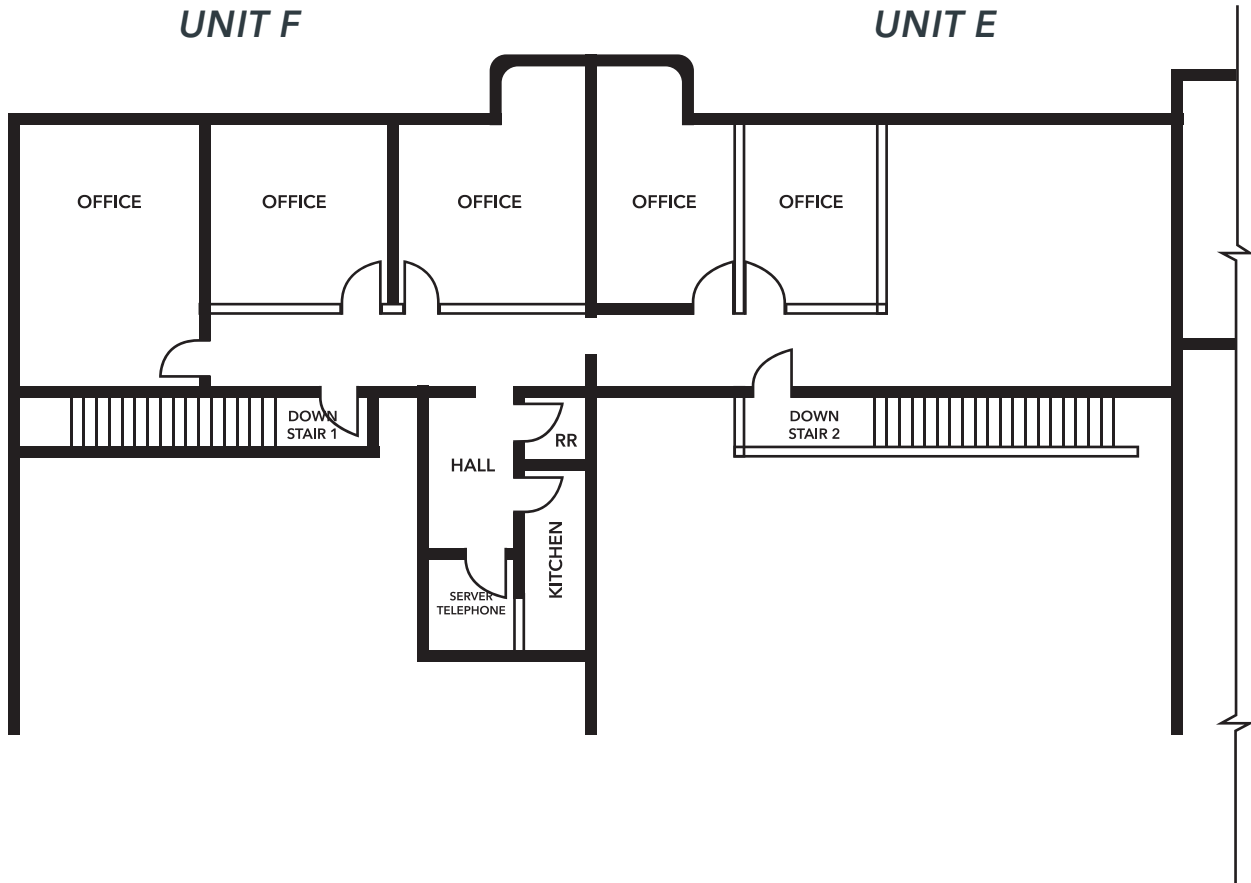 UNIT F
UNIT E
OFFICE
OFFICE
OFFICE
OFFICE
OFFICE
DOWN
STAIR 1
DOWN
STAIR 2
RR
HALL
KITCHEN
SERVER
TELEPHONE